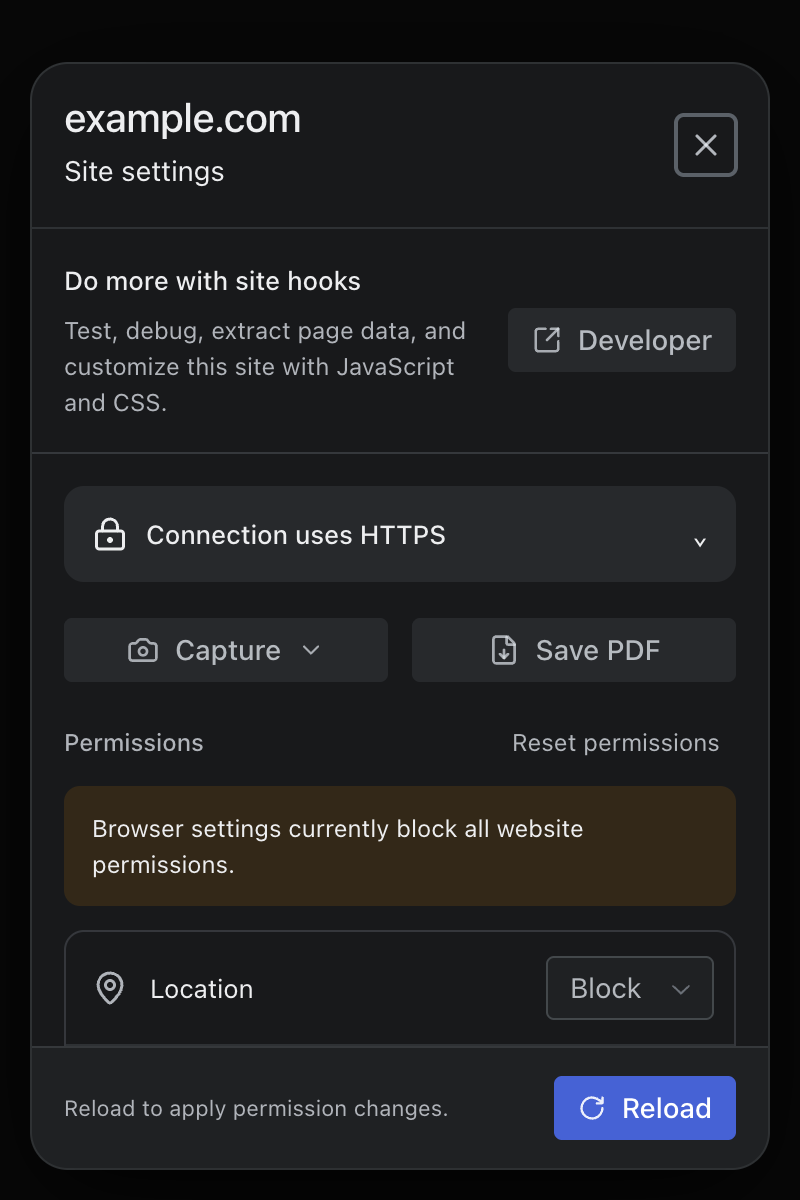 example.com
Site settings
Do more with site hooks
Test, debug, extract page data, and
customize this site with JavaScript
and CSS.
Developer
Connection uses HTTPS
Capture
Save PDF
Permissions
Reset permissions
Browser settings currently block all website
permissions.
Location
Block
Reload to apply permission changes.
Reload